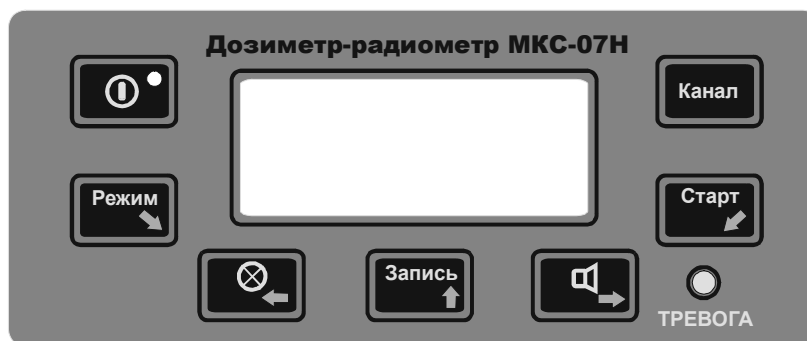 Дозиметр-радиометр МКС-07Н
Канал
Режим
Старт
Запись
ТРЕВОГА